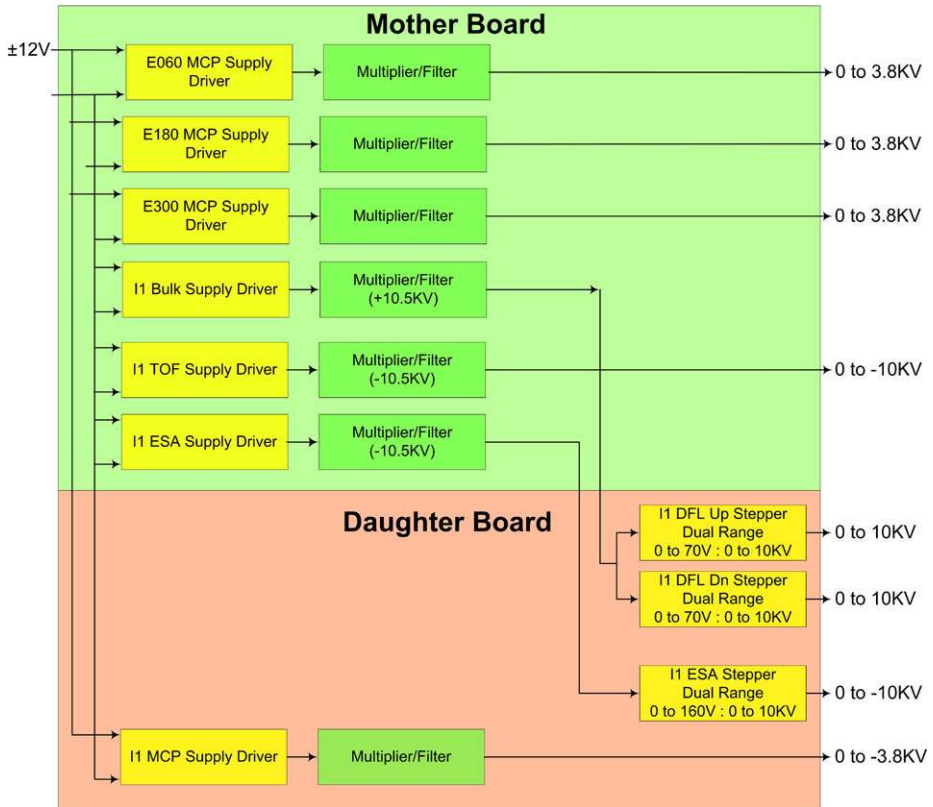 Mother Board
±12V
E060 MCP Supply
Driver
Multiplier/Filter
0 to 3.8KV
E180 MCP Supply
Driver
Multiplier/Filter
0 to 3.8KV
E300 MCP Supply
Driver
Multiplier/Filter
0 to 3.8KV
I1 Bulk Supply Driver
Multiplier/Filter
(+10.5KV)
I1 TOF Supply Driver
Multiplier/Filter
(-10.5KV)
0 to -10KV
I1 ESA Supply Driver
Multiplier/Filter
(-10.5KV)
Daughter Board
I1 DFL Up Stepper
Dual Range
0 to 70V : 0 to 10KV
0 to 10KV
I1 DFL Dn Stepper
Dual Range
0 to 70V : 0 to 10KV
0 to 10KV
I1 ESA Stepper
Dual Range
0 to 160V : 0 to 10KV
0 to -10KV
I1 MCP Supply Driver
Multiplier/Filter
0 to -3.8KV